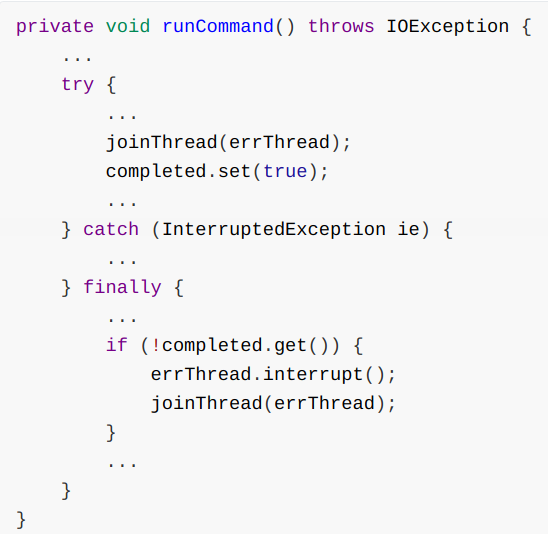 private void runCommand() throws IOException {
    ...
    try {
        ...
        joinThread(errThread);
        completed.set(true);
        ...
    } catch (InterruptedException ie) {
        ...
    } finally {
        ...
        if (!completed.get()) {
            errThread.interrupt();
            joinThread(errThread);
        }
        ...
    }
}